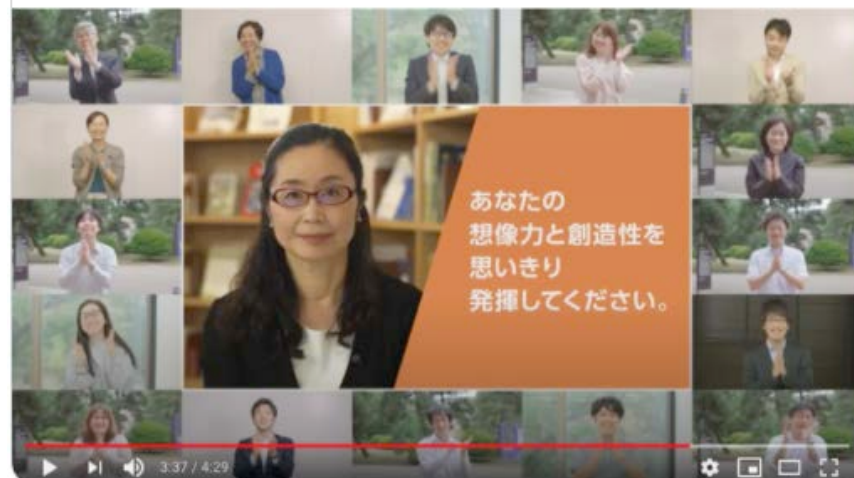 あなたの
想像力と創造性を
思いきり
発揮してください。
3:37 / 4:29